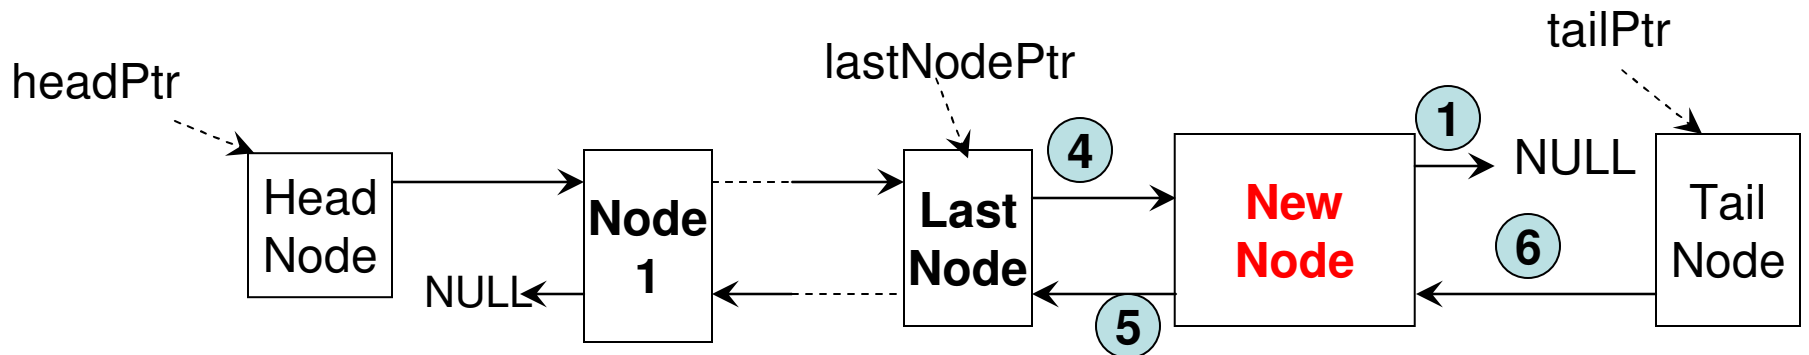 headPtr
lastNodePtr
tailPtr
Head
Node
NULL
Node
1
Last
Node
4
5
New
Node
1
NULL
6
Tail
Node